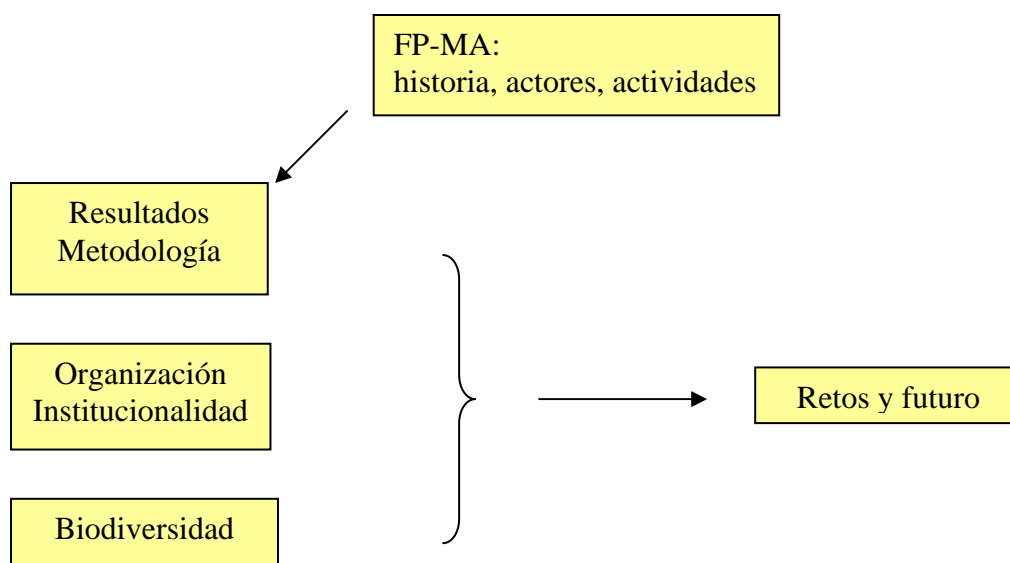 FP-MA:
historia, actores, actividades
Resultados
Metodología
Organización
Institucionalidad
Biodiversidad
Retos y futuro